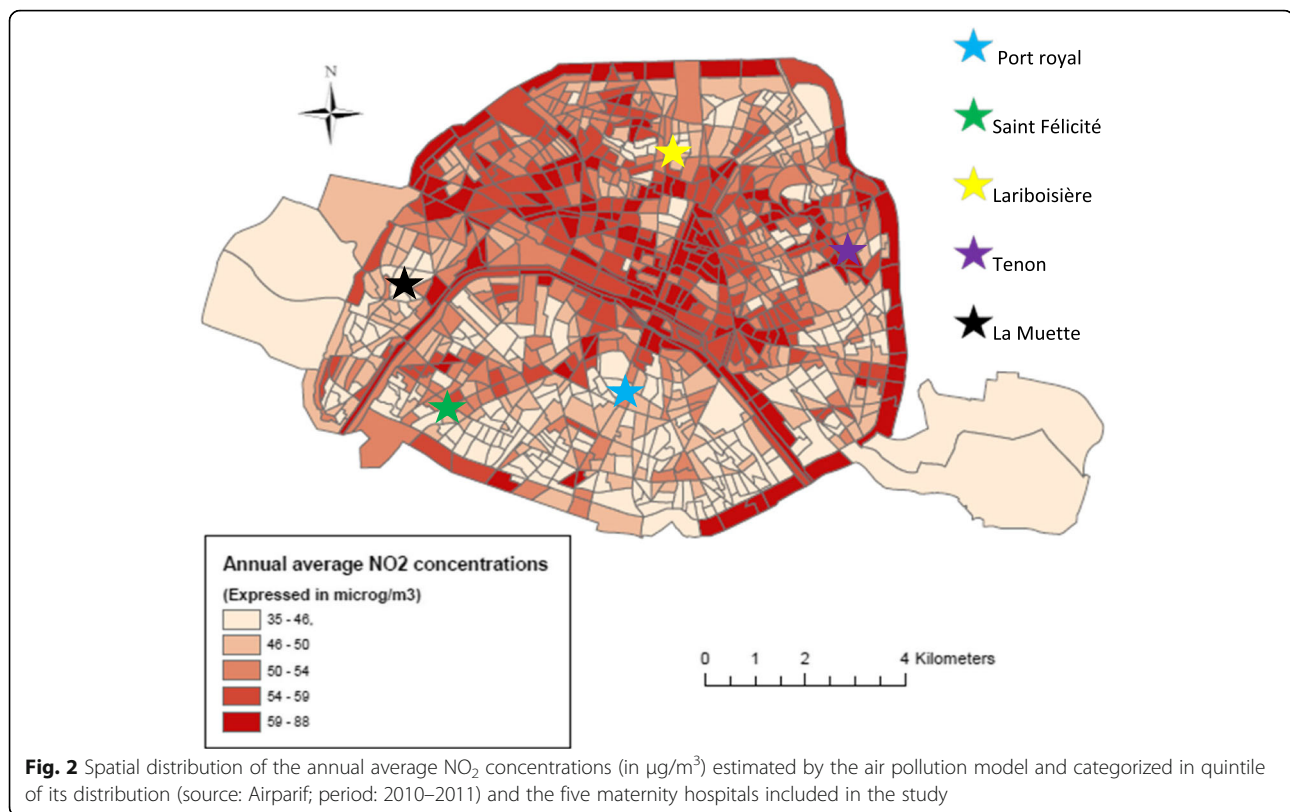 N
Port royal
Saint Félicité
Lariboisière
Tenon
La Muette
Annual average NO2 concentrations
(Expressed in microg/m3)
35 - 46,
46 - 50
50 - 54
54 - 59
59 - 88
0 1 2 4 Kilometers
Fig. 2 Spatial distribution of the annual average NO₂ concentrations (in µg/m³) estimated by the air pollution model and categorized in quintile
of its distribution (source: Airparif; period: 2010–2011) and the five maternity hospitals included in the study